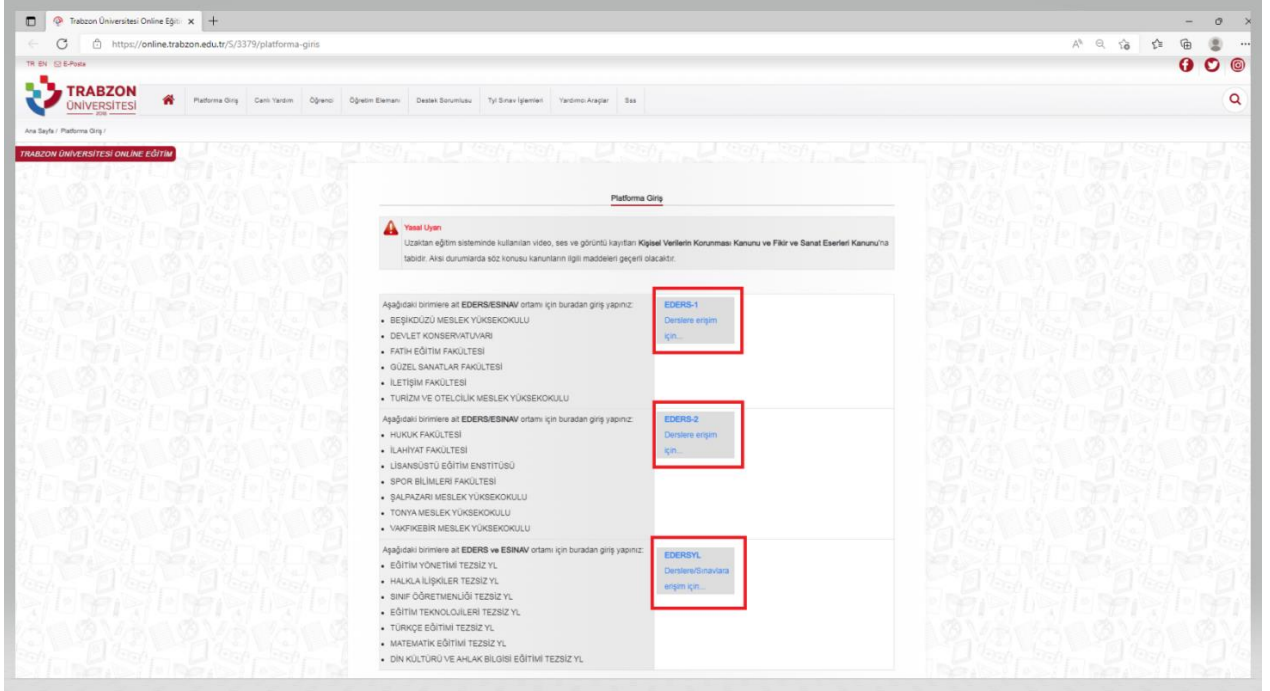 Trabzon Üniversitesi Online Eğiti
https://online.trabzon.edu.tr/S/3379/platforma-giris
TR EN E-Posta
TRABZON
ÜNİVERSİTESİ
2018
Platforma Giriş Canlı Yardım Öğrenci Öğretim Elemanı Destek Sorumlusu Tyl Sınav İşlemleri Yardımcı Araçlar Sss
Ana Sayfa / Platforma Giriş /
TRABZON ÜNİVERSİTESİ ONLINE EĞİTİM
Platforma Giriş
Yasal Uyarı
Uzaktan eğitim sisteminde kullanılan video, ses ve görüntü kayıtları Kişisel Verilerin Korunması Kanunu ve Fikir ve Sanat Eserleri Kanunu'na
tabidir. Aksi durumlarda söz konusu kanunların ilgili maddeleri geçerli olacaktır.
Aşağıdaki birimlere ait EDERS/ESINAV ortamı için buradan giriş yapınız:
• BEŞİKDÜZÜ MESLEK YÜKSEKOKULU
• DEVLET KONSERVATUVARI
• FATİH EĞİTİM FAKÜLTESİ
• GÜZEL SANATLAR FAKÜLTESİ
• İLETİŞİM FAKÜLTESİ
• TURİZM VE OTELCİLİK MESLEK YÜKSEKOKULU
EDERS-1
Derslere erişim
için...
Aşağıdaki birimlere ait EDERS/ESINAV ortamı için buradan giriş yapınız:
• HUKUK FAKÜLTESİ
• İLAHİYAT FAKÜLTESİ
• LİSANSÜSTÜ EĞİTİM ENSTİTÜSÜ
• SPOR BİLİMLERİ FAKÜLTESİ
• ŞALPAZARI MESLEK YÜKSEKOKULU
• TONYA MESLEK YÜKSEKOKULU
• VAKFIKEBİR MESLEK YÜKSEKOKULU
EDERS-2
Derslere erişim
için...
Aşağıdaki birimlere ait EDERS ve ESINAV ortamı için buradan giriş yapınız:
• EĞİTİM YÖNETİMİ TEZSİZ YL
• HALKLA İLİŞKİLER TEZSİZ YL
• SINIF ÖĞRETMENLİĞİ TEZSİZ YL
• EĞİTİM TEKNOLOJİLERİ TEZSİZ YL
• TÜRKÇE EĞİTİMİ TEZSİZ YL
• MATEMATİK EĞİTİMİ TEZSİZ YL
• DİN KÜLTÜRÜ VE AHLAK BİLGİSİ EĞİTİMİ TEZSİZ YL
EDERSYL
Derslere/Sınavlara
erişim için...